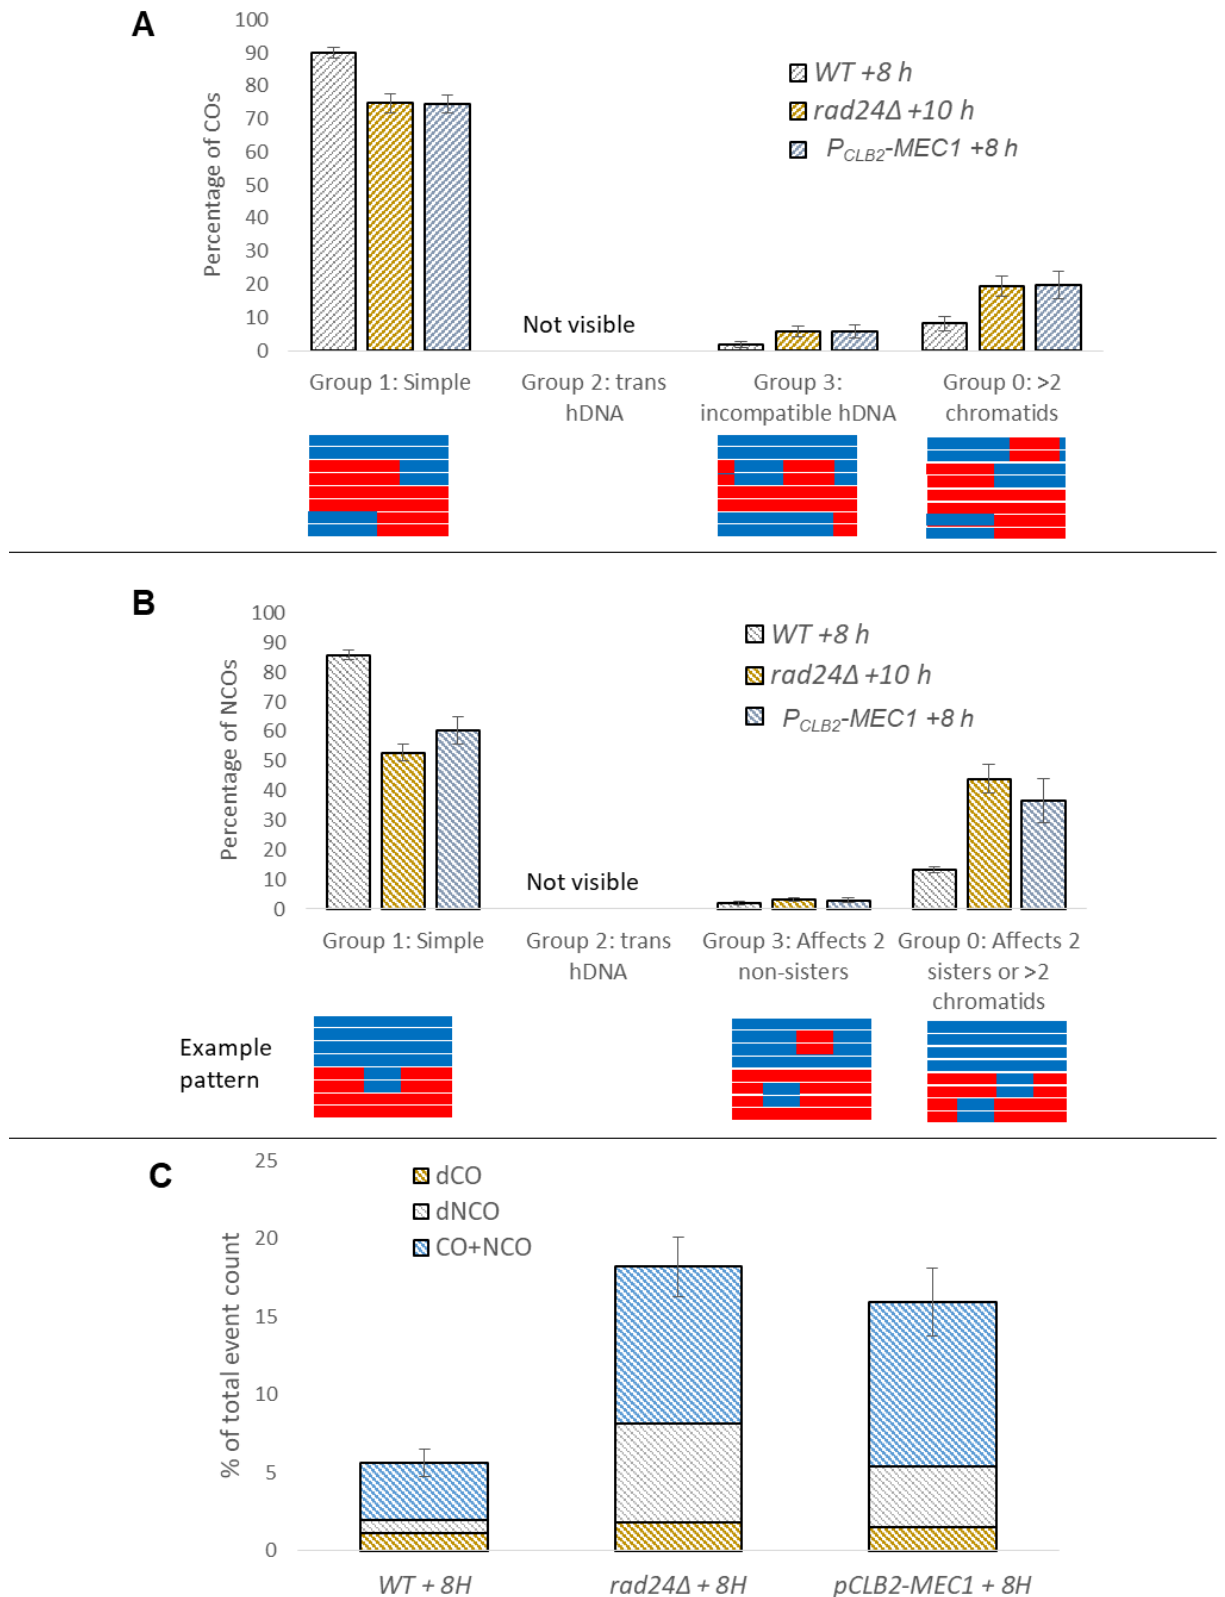 A
100
90
80
70
60
50
40
30
20
10
0
Percentage of COs
WT +8 h
rad24Δ +10 h
P_CLB2-MEC1 +8 h
Not visible
Group 1: Simple
Group 2: trans
hDNA
Group 3:
incompatible hDNA
Group 0: >2
chromatids
B
100
90
80
70
60
50
40
30
20
10
0
Percentage of NCOs
WT +8 h
rad24Δ +10 h
P_CLB2-MEC1 +8 h
Not visible
Group 1: Simple
Group 2: trans
hDNA
Group 3: Affects 2
non-sisters
Group 0: Affects 2
sisters or >2
chromatids
Example
pattern
C
25
20
15
10
5
0
% of total event count
dCO
dNCO
CO+NCO
WT + 8H
rad24Δ + 8H
pCLB2-MEC1 + 8H